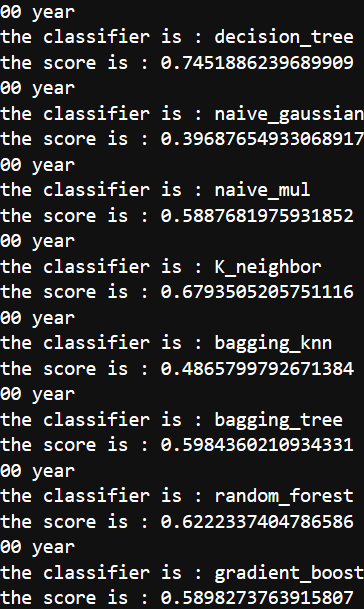 00 year
the classifier is : decision_tree
the score is : 0.7451886239689909
00 year
the classifier is : naive_gaussian
the score is : 0.39687654933068917
00 year
the classifier is : naive_mul
the score is : 0.5887681975931852
00 year
the classifier is : K_neighbor
the score is : 0.6793505205751116
00 year
the classifier is : bagging_knn
the score is : 0.4865799792671384
00 year
the classifier is : bagging_tree
the score is : 0.5984360210934331
00 year
the classifier is : random_forest
the score is : 0.6222337404786586
00 year
the classifier is : gradient_boost
the score is : 0.5898273763915807